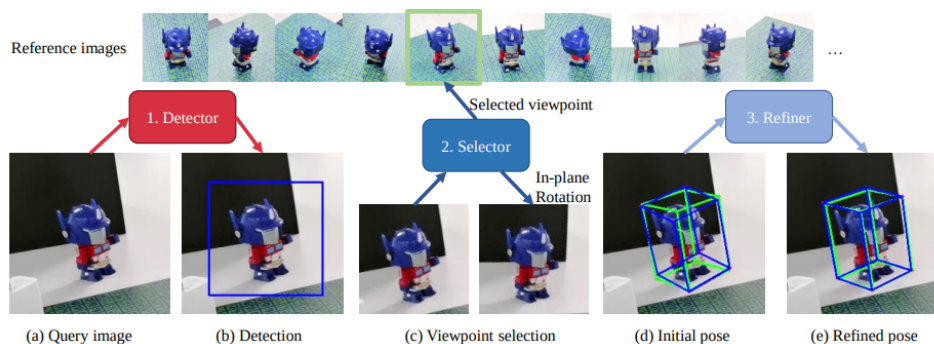 Reference images
…
Selected viewpoint
1. Detector
2. Selector
3. Refiner
In-plane
Rotation
(a) Query image
(b) Detection
(c) Viewpoint selection
(d) Initial pose
(e) Refined pose